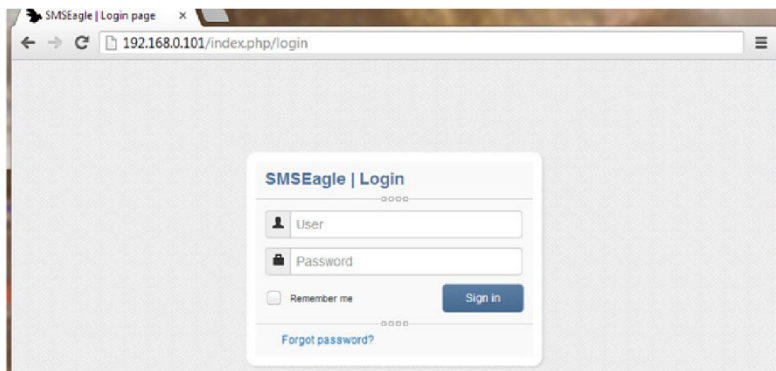 SMSEagle | Login page
192.168.0.101/index.php/login
SMSEagle | Login
User
Password
Remember me
Sign in
Forgot password?